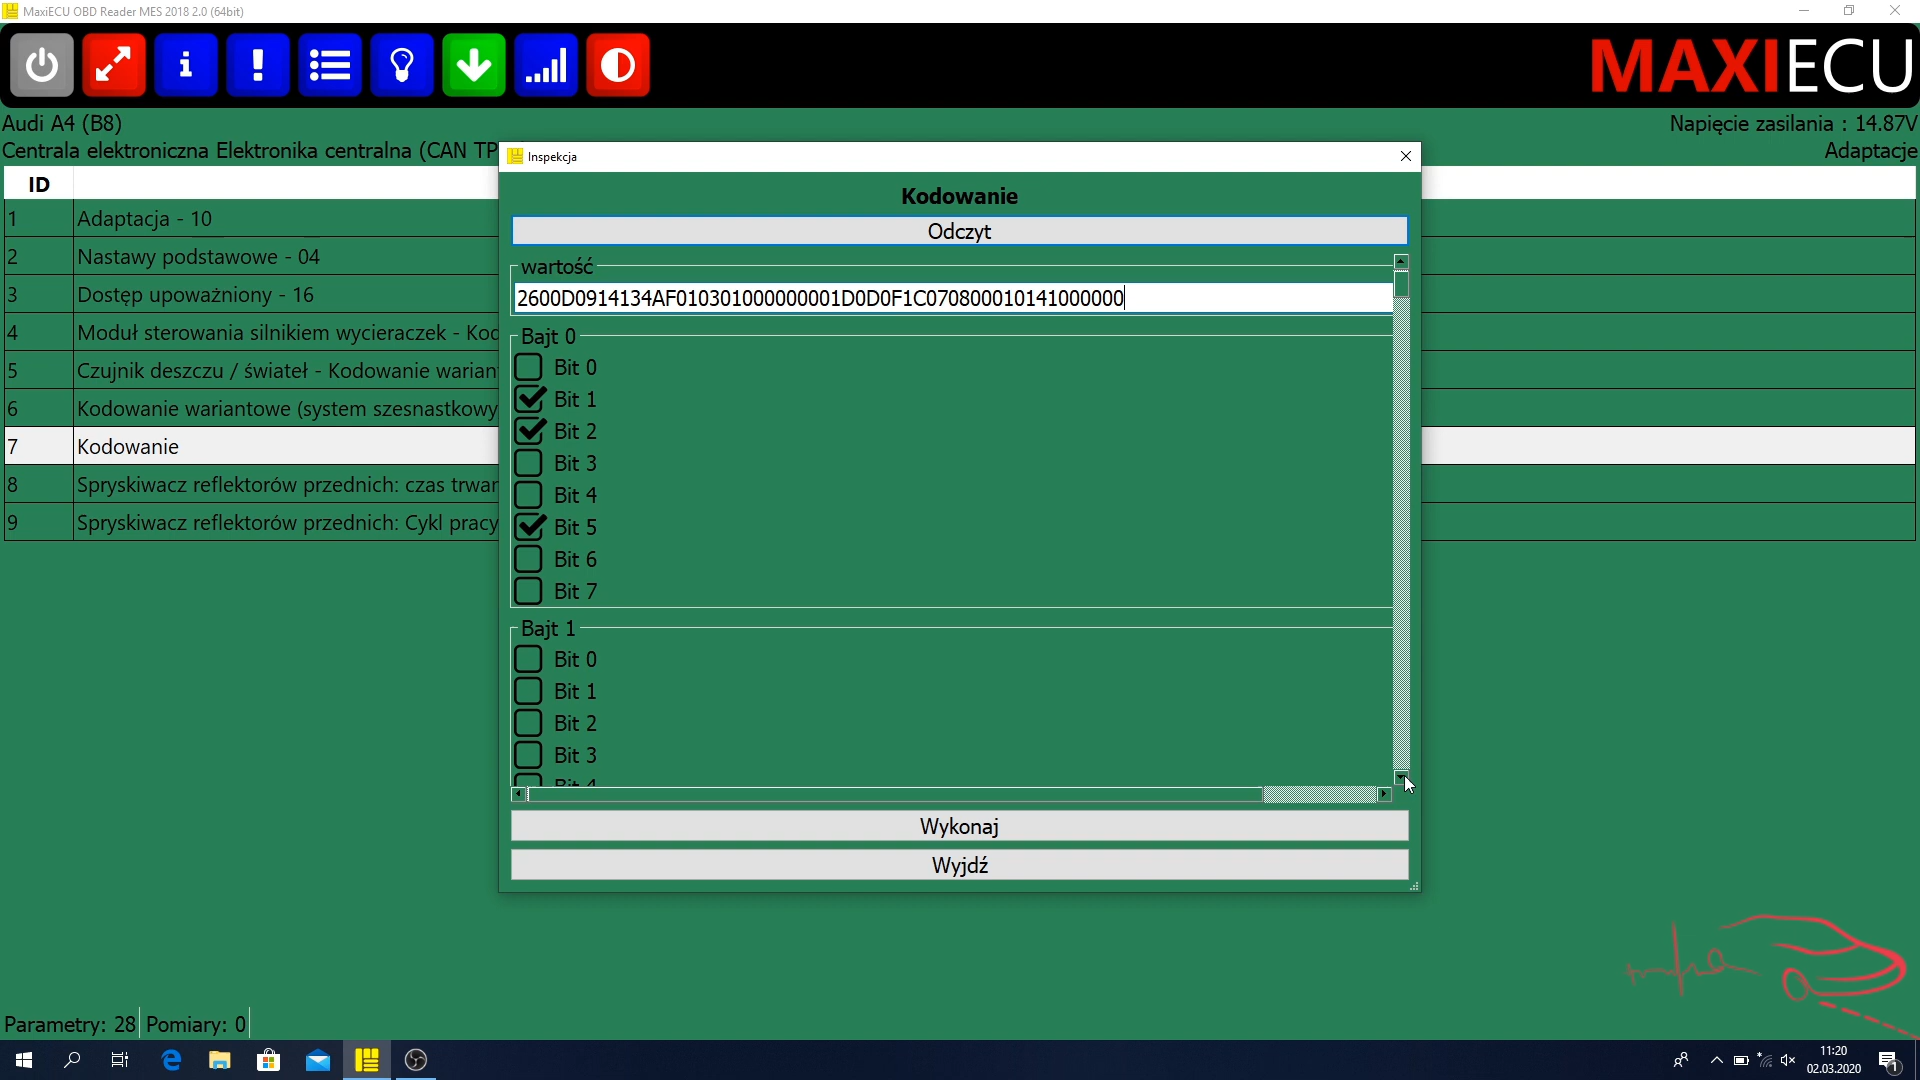 MaxiECU OBD Reader MES 2018 2.0 (64bit)
MAXIECU
Audi A4 (B8)
Napięcie zasilania : 14.87V
Centrala elektroniczna Elektronika centralna (CAN TP
Adaptacje
ID
1 Adaptacja - 10
2 Nastawy podstawowe - 04
3 Dostęp upoważniony - 16
4 Moduł sterowania silnikiem wycieraczek - Kod
5 Czujnik deszczu / świateł - Kodowanie warian
6 Kodowanie wariantowe (system szesnastkowy
7 Kodowanie
8 Spryskiwacz reflektorów przednich: czas trwan
9 Spryskiwacz reflektorów przednich: Cykl pracy
Inspekcja
Kodowanie
Odczyt
wartość
2600D0914134AF010301000000001D0D0F1C070800010141000000
Bajt 0
Bit 0
Bit 1
Bit 2
Bit 3
Bit 4
Bit 5
Bit 6
Bit 7
Bajt 1
Bit 0
Bit 1
Bit 2
Bit 3
Bit 4
Wykonaj
Wyjdź
Parametry: 28 Pomiary: 0
11:20
02.03.2020
1